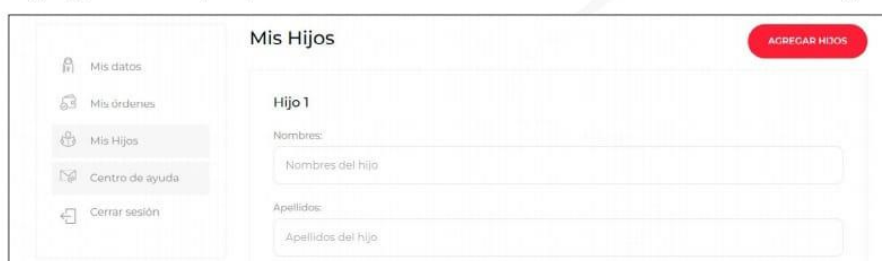 Mis datos
Mis órdenes
Mis Hijos
Centro de ayuda
Cerrar sesión
Mis Hijos
AGREGAR HIJOS
Hijo 1
Nombres:
Nombres del hijo
Apellidos:
Apellidos del hijo